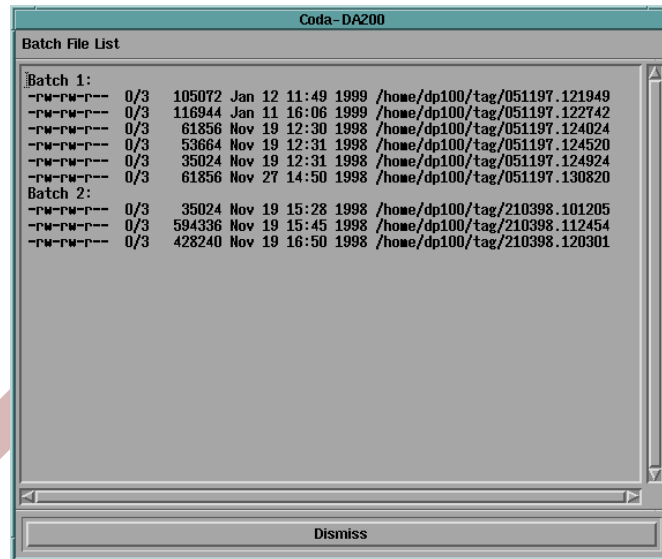 Coda-DA200
Batch File List
Batch 1:
-rw-rw-r-- 0/3 105072 Jan 12 11:49 1999 /home/dp100/tag/051197.121949
-rw-rw-r-- 0/3 116944 Jan 11 16:06 1999 /home/dp100/tag/051197.122742
-rw-rw-r-- 0/3 61856 Nov 19 12:30 1998 /home/dp100/tag/051197.124024
-rw-rw-r-- 0/3 53664 Nov 19 12:31 1998 /home/dp100/tag/051197.124520
-rw-rw-r-- 0/3 35024 Nov 19 12:31 1998 /home/dp100/tag/051197.124924
-rw-rw-r-- 0/3 61856 Nov 27 14:50 1998 /home/dp100/tag/051197.130820
Batch 2:
-rw-rw-r-- 0/3 35024 Nov 19 15:28 1998 /home/dp100/tag/210398.101205
-rw-rw-r-- 0/3 594336 Nov 19 15:45 1998 /home/dp100/tag/210398.112454
-rw-rw-r-- 0/3 428240 Nov 19 16:50 1998 /home/dp100/tag/210398.120301
Dismiss